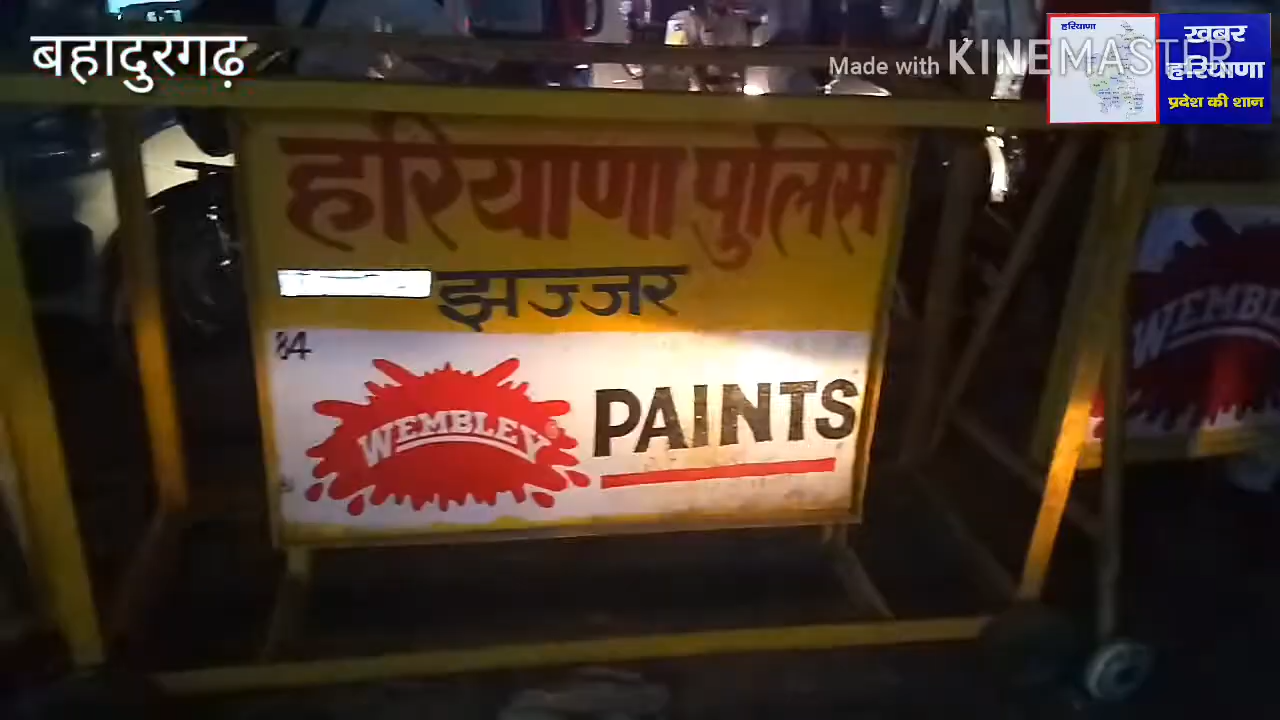 बहादुरगढ़
Made with KINEMASTER
हरियाणा
खबर
हरियाणा
प्रदेश की शान
हरियाणा पुलिस
झज्जर
84
WEMBLEY
PAINTS
WEMBLE